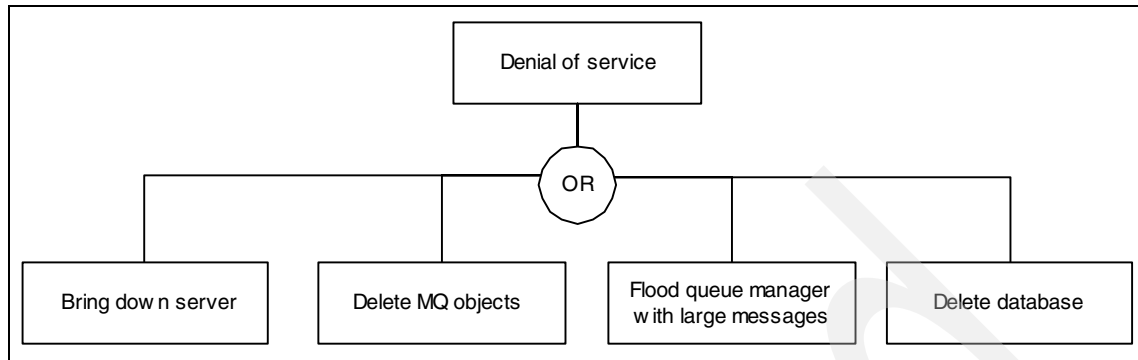 Denial of service
OR
Bring down server
Delete MQ objects
Flood queue manager
with large messages
Delete database